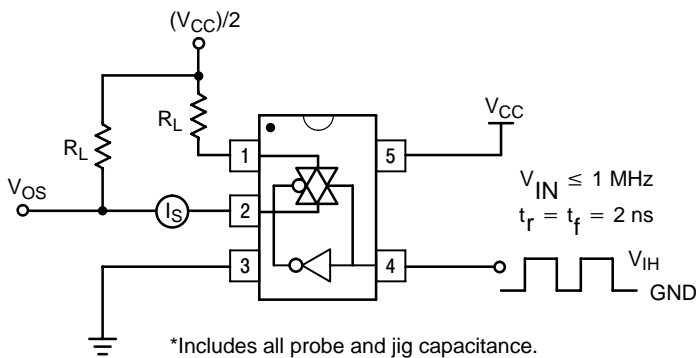 (V_CC)/2
R_L
R_L
V_CC
1
5
V_OS
I_S
2
V_IN ≤ 1 MHz
t_r = t_f = 2 ns
3
4
V_IH
GND
*Includes all probe and jig capacitance.